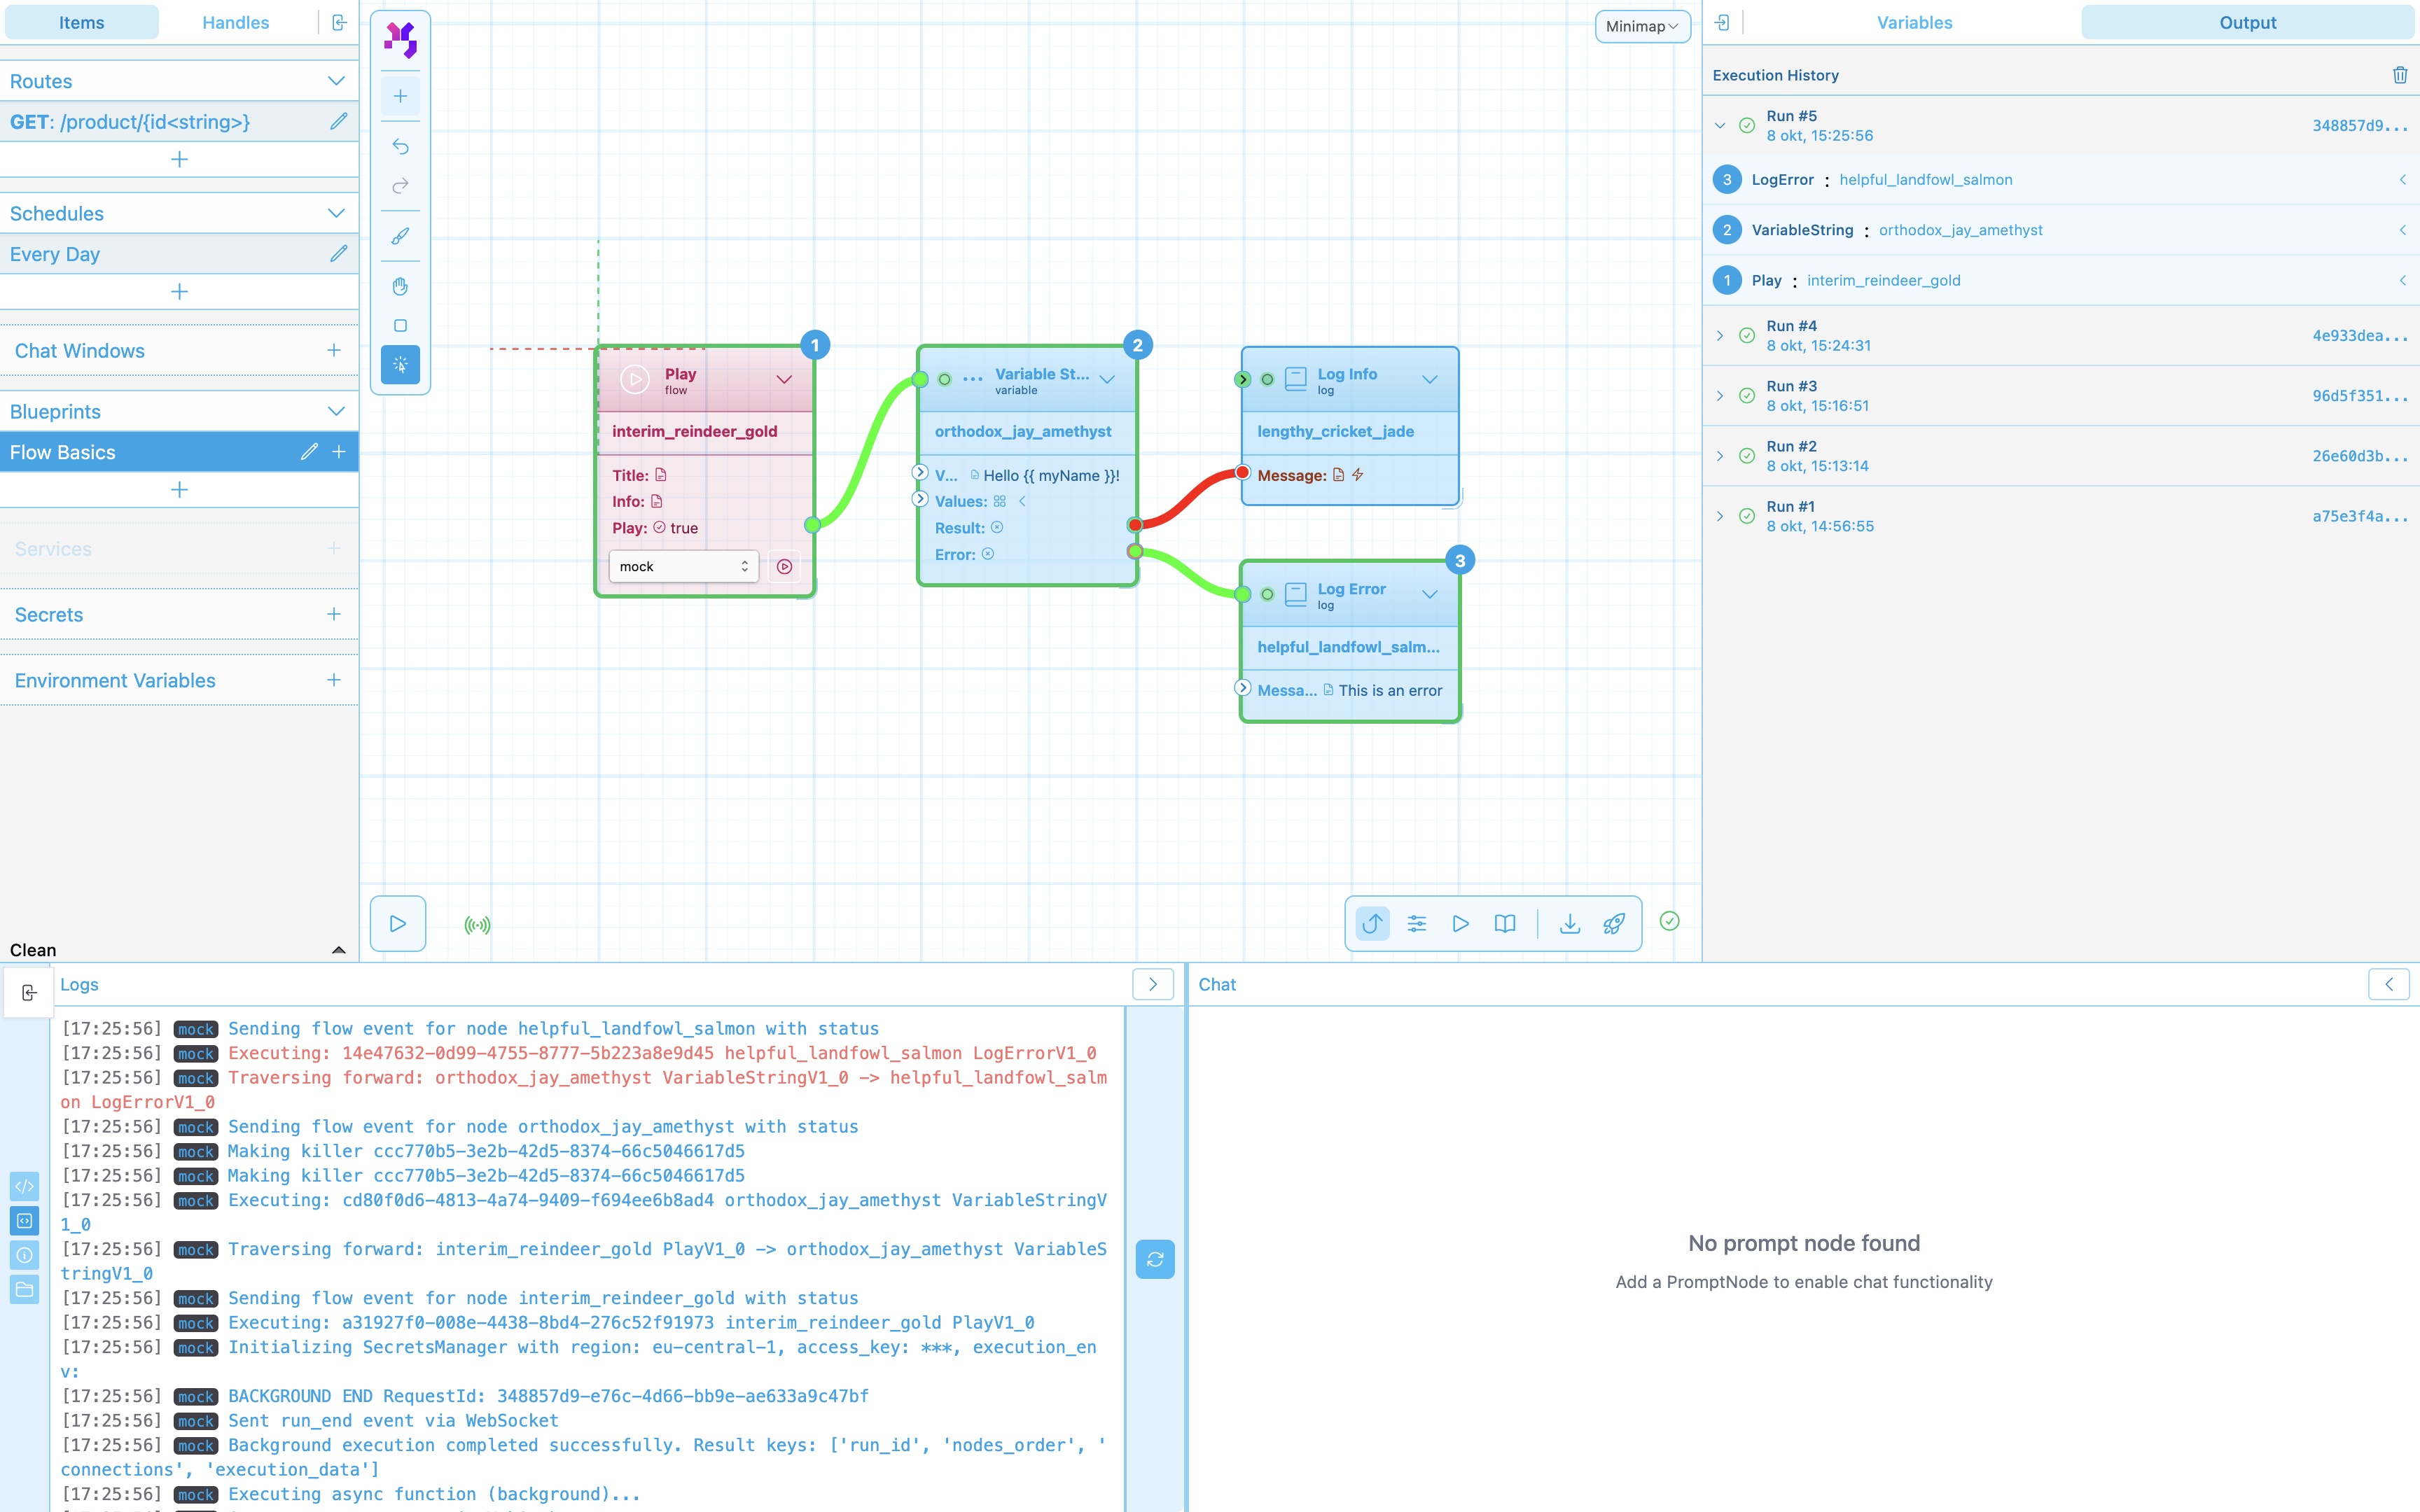 Items
Handles
Routes
GET: /product/{id<string>}
Schedules
Every Day
Chat Windows
Blueprints
Flow Basics
Services
Secrets
Environment Variables
Clean
Minimap
1
Play
flow
interim_reindeer_gold
Title:
Info:
Play: true
mock
2
Variable St...
variable
orthodox_jay_amethyst
V... Hello {{ myName }}!
Values:
Result:
Error:
Log Info
log
lengthy_cricket_jade
Message:
3
Log Error
log
helpful_landfowl_salm...
Messa... This is an error
Variables
Output
Execution History
Run #5
8 okt, 15:25:56
348857d9...
3 LogError : helpful_landfowl_salmon
2 VariableString : orthodox_jay_amethyst
1 Play : interim_reindeer_gold
Run #4
8 okt, 15:24:31
4e933dea...
Run #3
8 okt, 15:16:51
96d5f351...
Run #2
8 okt, 15:13:14
26e60d3b...
Run #1
8 okt, 14:56:55
a75e3f4a...
Logs
[17:25:56] mock Sending flow event for node helpful_landfowl_salmon with status
[17:25:56] mock Executing: 14e47632-0d99-4755-8777-5b223a8e9d45 helpful_landfowl_salmon LogErrorV1_0
[17:25:56] mock Traversing forward: orthodox_jay_amethyst VariableStringV1_0 -> helpful_landfowl_salm
on LogErrorV1_0
[17:25:56] mock Sending flow event for node orthodox_jay_amethyst with status
[17:25:56] mock Making killer ccc770b5-3e2b-42d5-8374-66c5046617d5
[17:25:56] mock Making killer ccc770b5-3e2b-42d5-8374-66c5046617d5
[17:25:56] mock Executing: cd80f0d6-4813-4a74-9409-f694ee6b8ad4 orthodox_jay_amethyst VariableStringV
1_0
[17:25:56] mock Traversing forward: interim_reindeer_gold PlayV1_0 -> orthodox_jay_amethyst VariableS
tringV1_0
[17:25:56] mock Sending flow event for node interim_reindeer_gold with status
[17:25:56] mock Executing: a31927f0-008e-4438-8bd4-276c52f91973 interim_reindeer_gold PlayV1_0
[17:25:56] mock Initializing SecretsManager with region: eu-central-1, access_key: ***, execution_en
v:
[17:25:56] mock BACKGROUND END RequestId: 348857d9-e76c-4d66-bb9e-ae633a9c47bf
[17:25:56] mock Sent run_end event via WebSocket
[17:25:56] mock Background execution completed successfully. Result keys: ['run_id', 'nodes_order', '
connections', 'execution_data']
[17:25:56] mock Executing async function (background)...
Chat
No prompt node found
Add a PromptNode to enable chat functionality